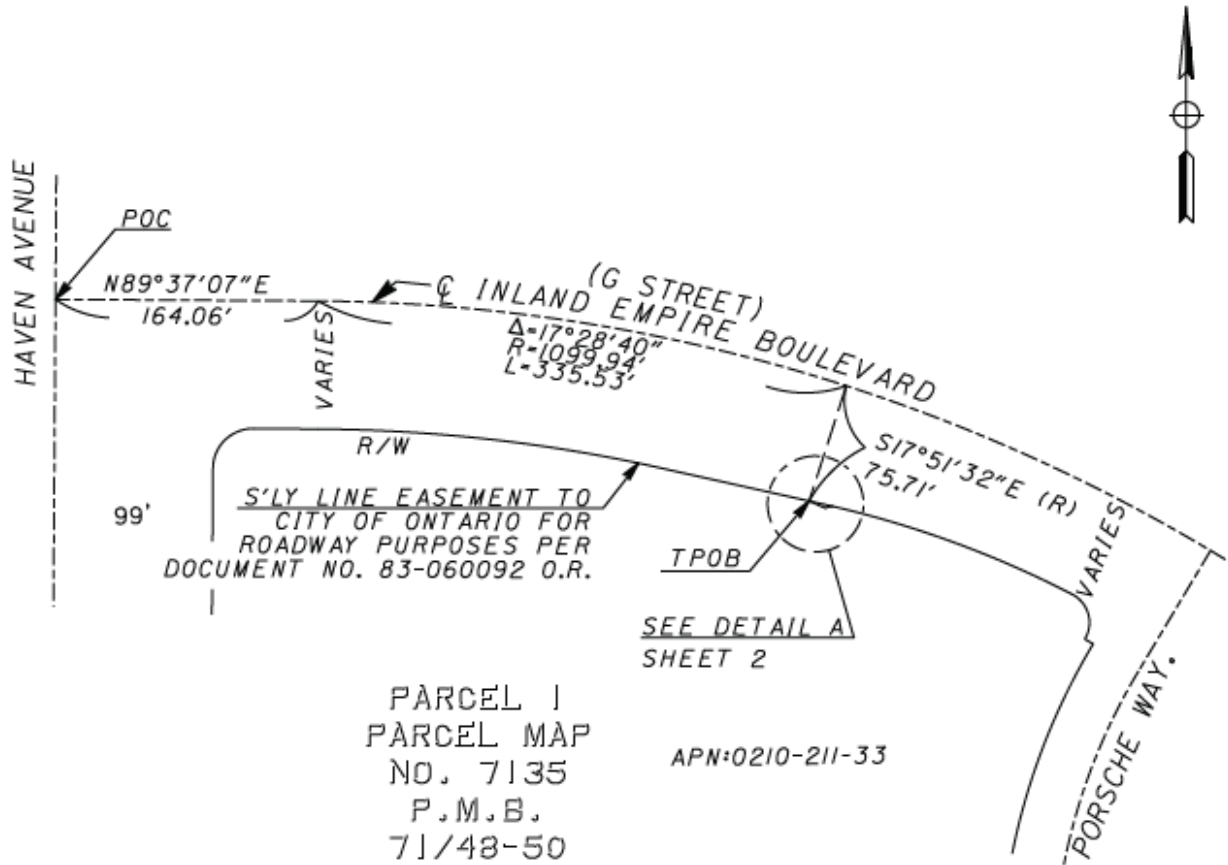 HAVEN AVENUE
POC
N89°37'07"E
164.06'
VARIES
℄ INLAND EMPIRE BOULEVARD
(G STREET)
Δ=17°28'40"
R=1099.94'
L=335.53'
R/W
S17°51'32"E (R)
75.71'
VARIES
99'
S'LY LINE EASEMENT TO
CITY OF ONTARIO FOR
ROADWAY PURPOSES PER
DOCUMENT NO. 83-060092 O.R.
TPOB
SEE DETAIL A
SHEET 2
PORSCHE WAY.
PARCEL 1
PARCEL MAP
NO. 7135
P.M.B.
71/48-50
APN:0210-211-33